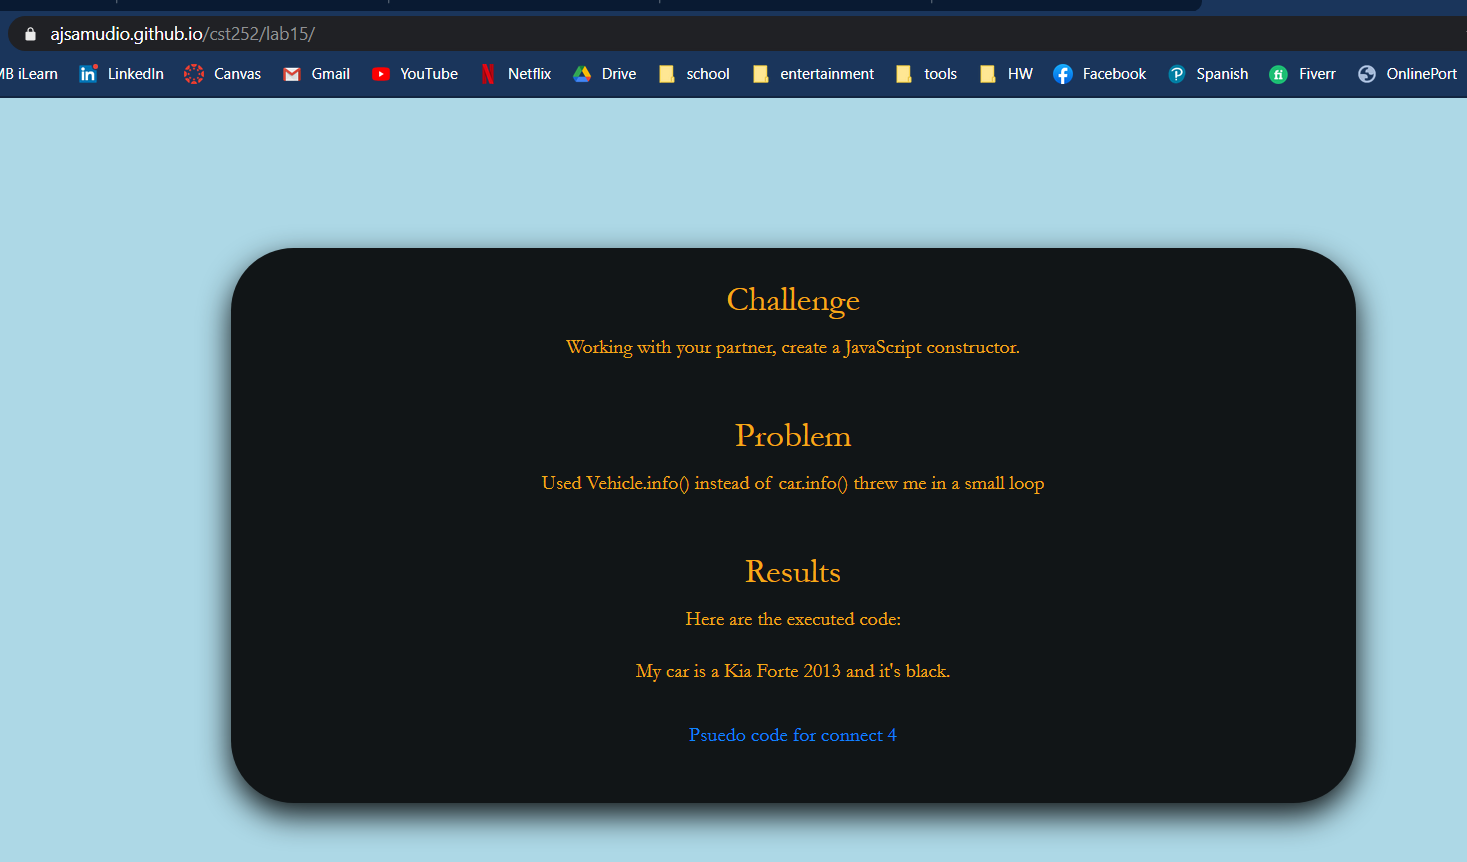 ajsamudio.github.io/cst252/lab15/
MB iLearn LinkedIn Canvas Gmail YouTube Netflix Drive school entertainment tools HW Facebook Spanish Fiverr OnlinePort
Challenge
Working with your partner, create a JavaScript constructor.
Problem
Used Vehicle.info() instead of car.info() threw me in a small loop
Results
Here are the executed code:
My car is a Kia Forte 2013 and it's black.
Psuedo code for connect 4